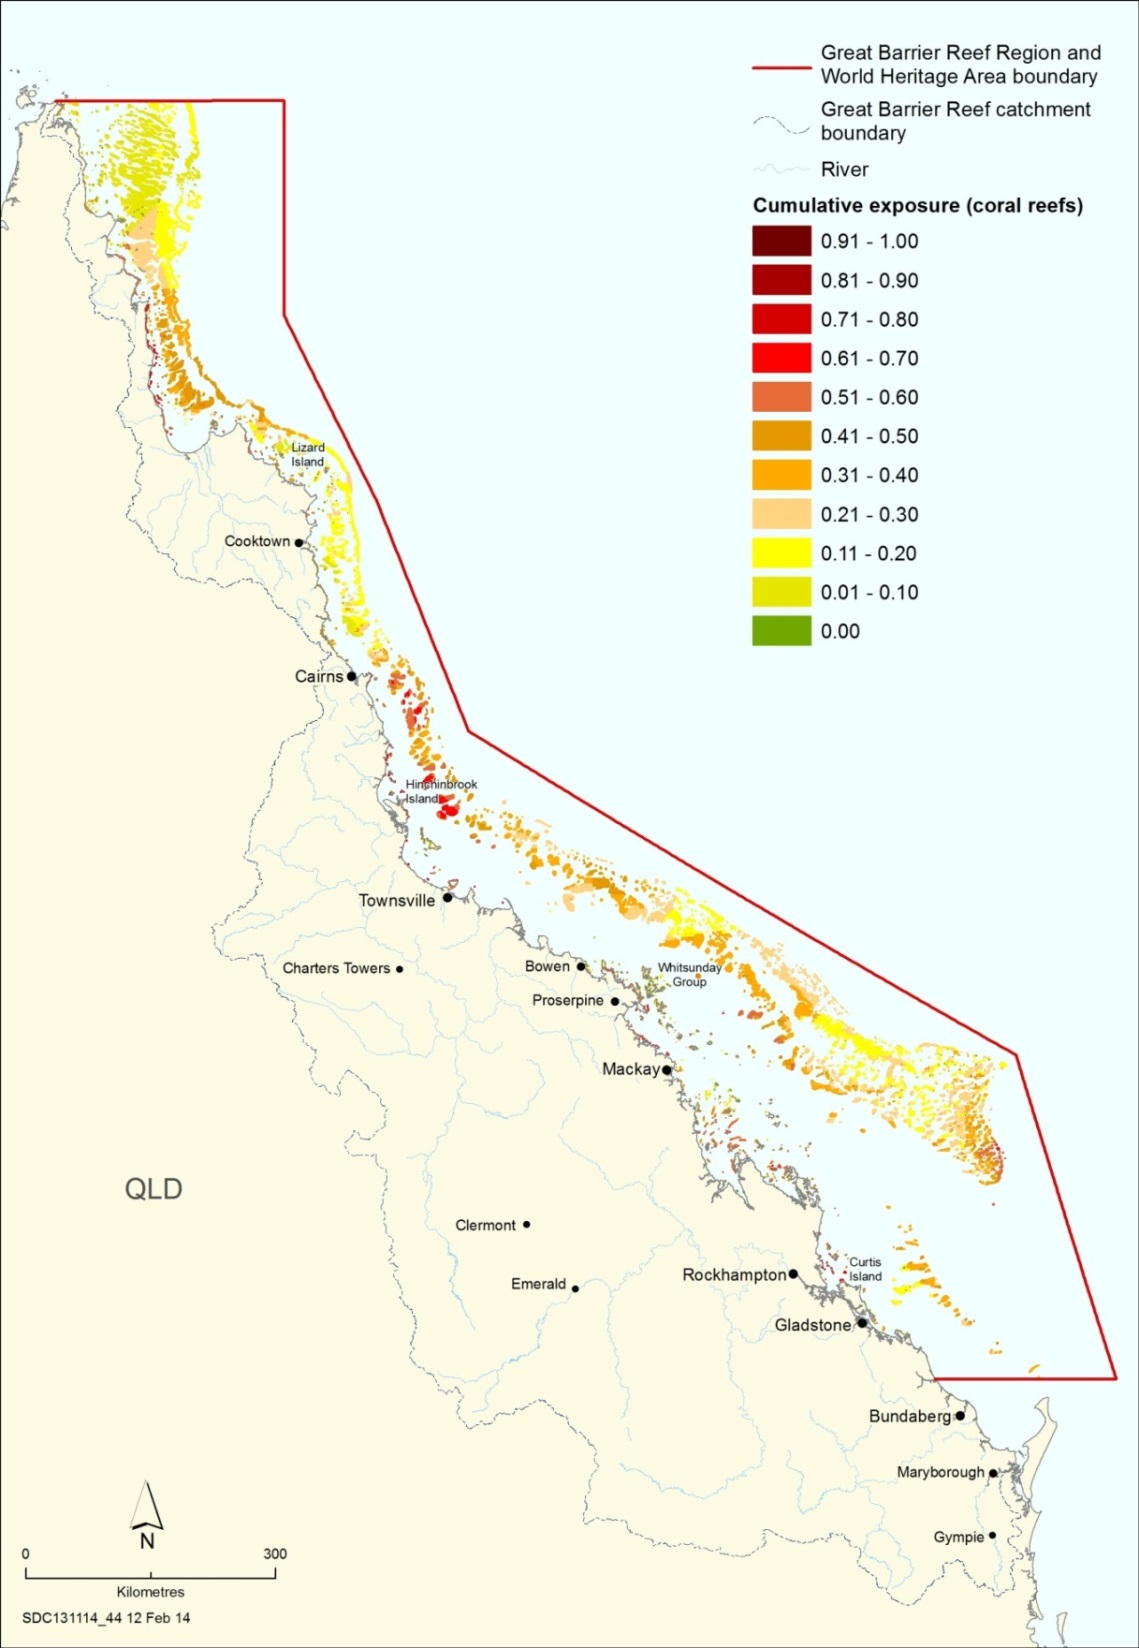 Great Barrier Reef Region and
World Heritage Area boundary
Great Barrier Reef catchment
boundary
River
Cumulative exposure (coral reefs)
0.91 - 1.00
0.81 - 0.90
0.71 - 0.80
0.61 - 0.70
0.51 - 0.60
0.41 - 0.50
0.31 - 0.40
0.21 - 0.30
0.11 - 0.20
0.01 - 0.10
0.00
Lizard
Island
Cooktown
Cairns
Hinchinbrook
Island
Townsville
Charters Towers
Bowen
Whitsunday
Group
Proserpine
Mackay
QLD
Clermont
Emerald
Rockhampton
Curtis
Island
Gladstone
Bundaberg
Maryborough
Gympie
N
0 300
Kilometres
SDC131114_44 12 Feb 14